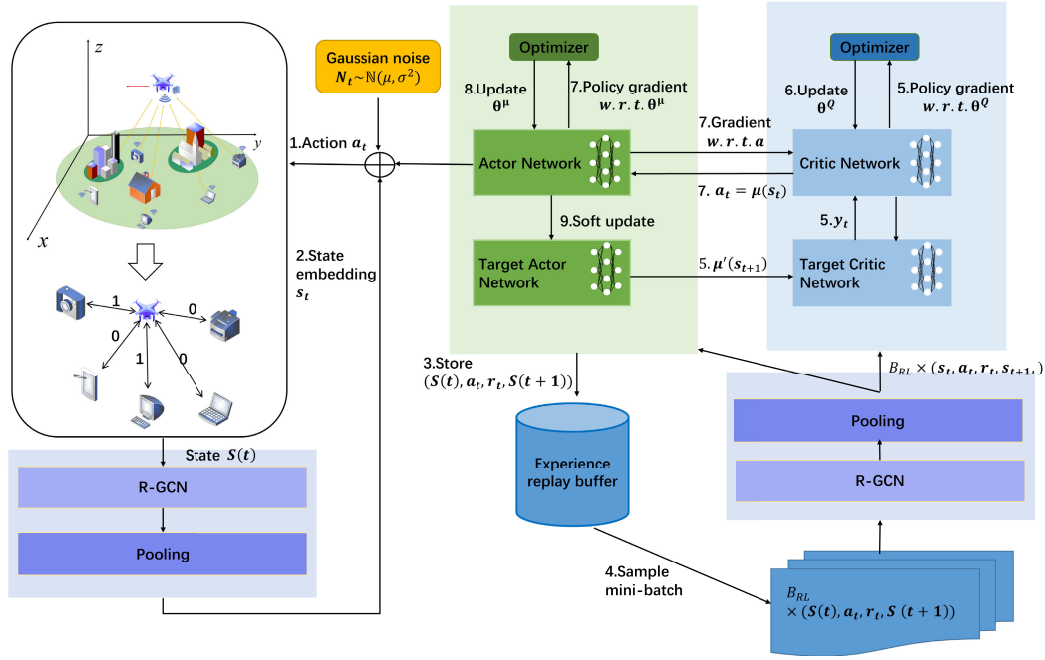 z
y
x
1
0
0
1
0
State S(t)
R-GCN
Pooling
Gaussian noise
N_t~ℕ(μ, σ²)
1.Action a_t
2.State
embedding
s_t
Optimizer
8.Update
θ^μ
7.Policy gradient
w.r.t.θ^μ
Actor Network
9.Soft update
Target Actor
Network
7.Gradient
w.r.t.a
7. a_t = μ(s_t)
5.μ′(s_{t+1})
Optimizer
6.Update
θ^Q
5.Policy gradient
w.r.t.θ^Q
Critic Network
5.y_t
Target Critic
Network
3.Store
(S(t), a_t, r_t, S(t + 1))
Experience
replay buffer
4.Sample
mini-batch
B_{RL} × (s_t, a_t, r_t, s_{t+1},)
Pooling
R-GCN
B_{RL}
× (S(t), a_t, r_t, S (t + 1))